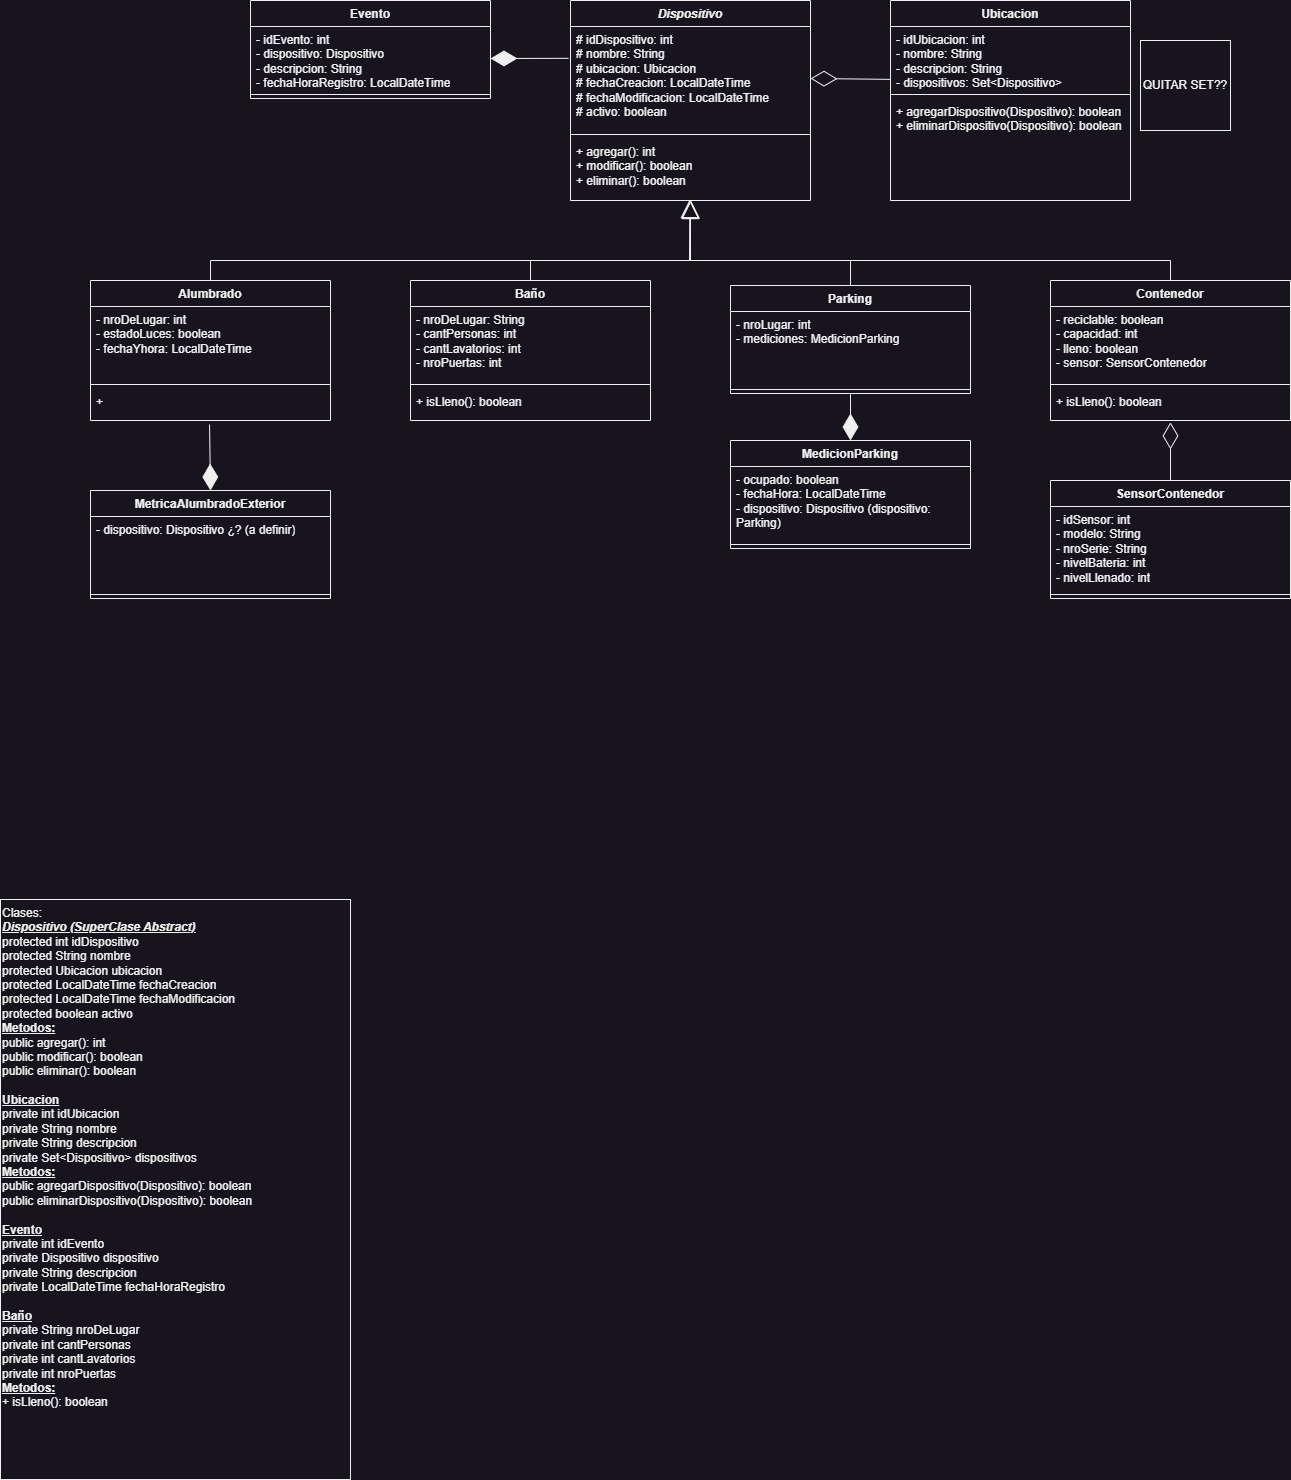 Evento
- idEvento: int
- dispositivo: Dispositivo
- descripcion: String
- fechaHoraRegistro: LocalDateTime
Dispositivo
# idDispositivo: int
# nombre: String
# ubicacion: Ubicacion
# fechaCreacion: LocalDateTime
# fechaModificacion: LocalDateTime
# activo: boolean
+ agregar(): int
+ modificar(): boolean
+ eliminar(): boolean
Ubicacion
- idUbicacion: int
- nombre: String
- descripcion: String
- dispositivos: Set<Dispositivo>
+ agregarDispositivo(Dispositivo): boolean
+ eliminarDispositivo(Dispositivo): boolean
QUITAR SET??
Alumbrado
- nroDeLugar: int
- estadoLuces: boolean
- fechaYhora: LocalDateTime
+
Baño
- nroDeLugar: String
- cantPersonas: int
- cantLavatorios: int
- nroPuertas: int
+ isLleno(): boolean
Parking
- nroLugar: int
- mediciones: MedicionParking
Contenedor
- reciclable: boolean
- capacidad: int
- lleno: boolean
- sensor: SensorContenedor
+ isLleno(): boolean
MetricaAlumbradoExterior
- dispositivo: Dispositivo ¿? (a definir)
MedicionParking
- ocupado: boolean
- fechaHora: LocalDateTime
- dispositivo: Dispositivo (dispositivo:
Parking)
SensorContenedor
- idSensor: int
- modelo: String
- nroSerie: String
- nivelBateria: int
- nivelLlenado: int
Clases:
Dispositivo (SuperClase Abstract)
protected int idDispositivo
protected String nombre
protected Ubicacion ubicacion
protected LocalDateTime fechaCreacion
protected LocalDateTime fechaModificacion
protected boolean activo
Metodos:
public agregar(): int
public modificar(): boolean
public eliminar(): boolean
Ubicacion
private int idUbicacion
private String nombre
private String descripcion
private Set<Dispositivo> dispositivos
Metodos:
public agregarDispositivo(Dispositivo): boolean
public eliminarDispositivo(Dispositivo): boolean
Evento
private int idEvento
private Dispositivo dispositivo
private String descripcion
private LocalDateTime fechaHoraRegistro
Baño
private String nroDeLugar
private int cantPersonas
private int cantLavatorios
private int nroPuertas
Metodos:
+ isLleno(): boolean